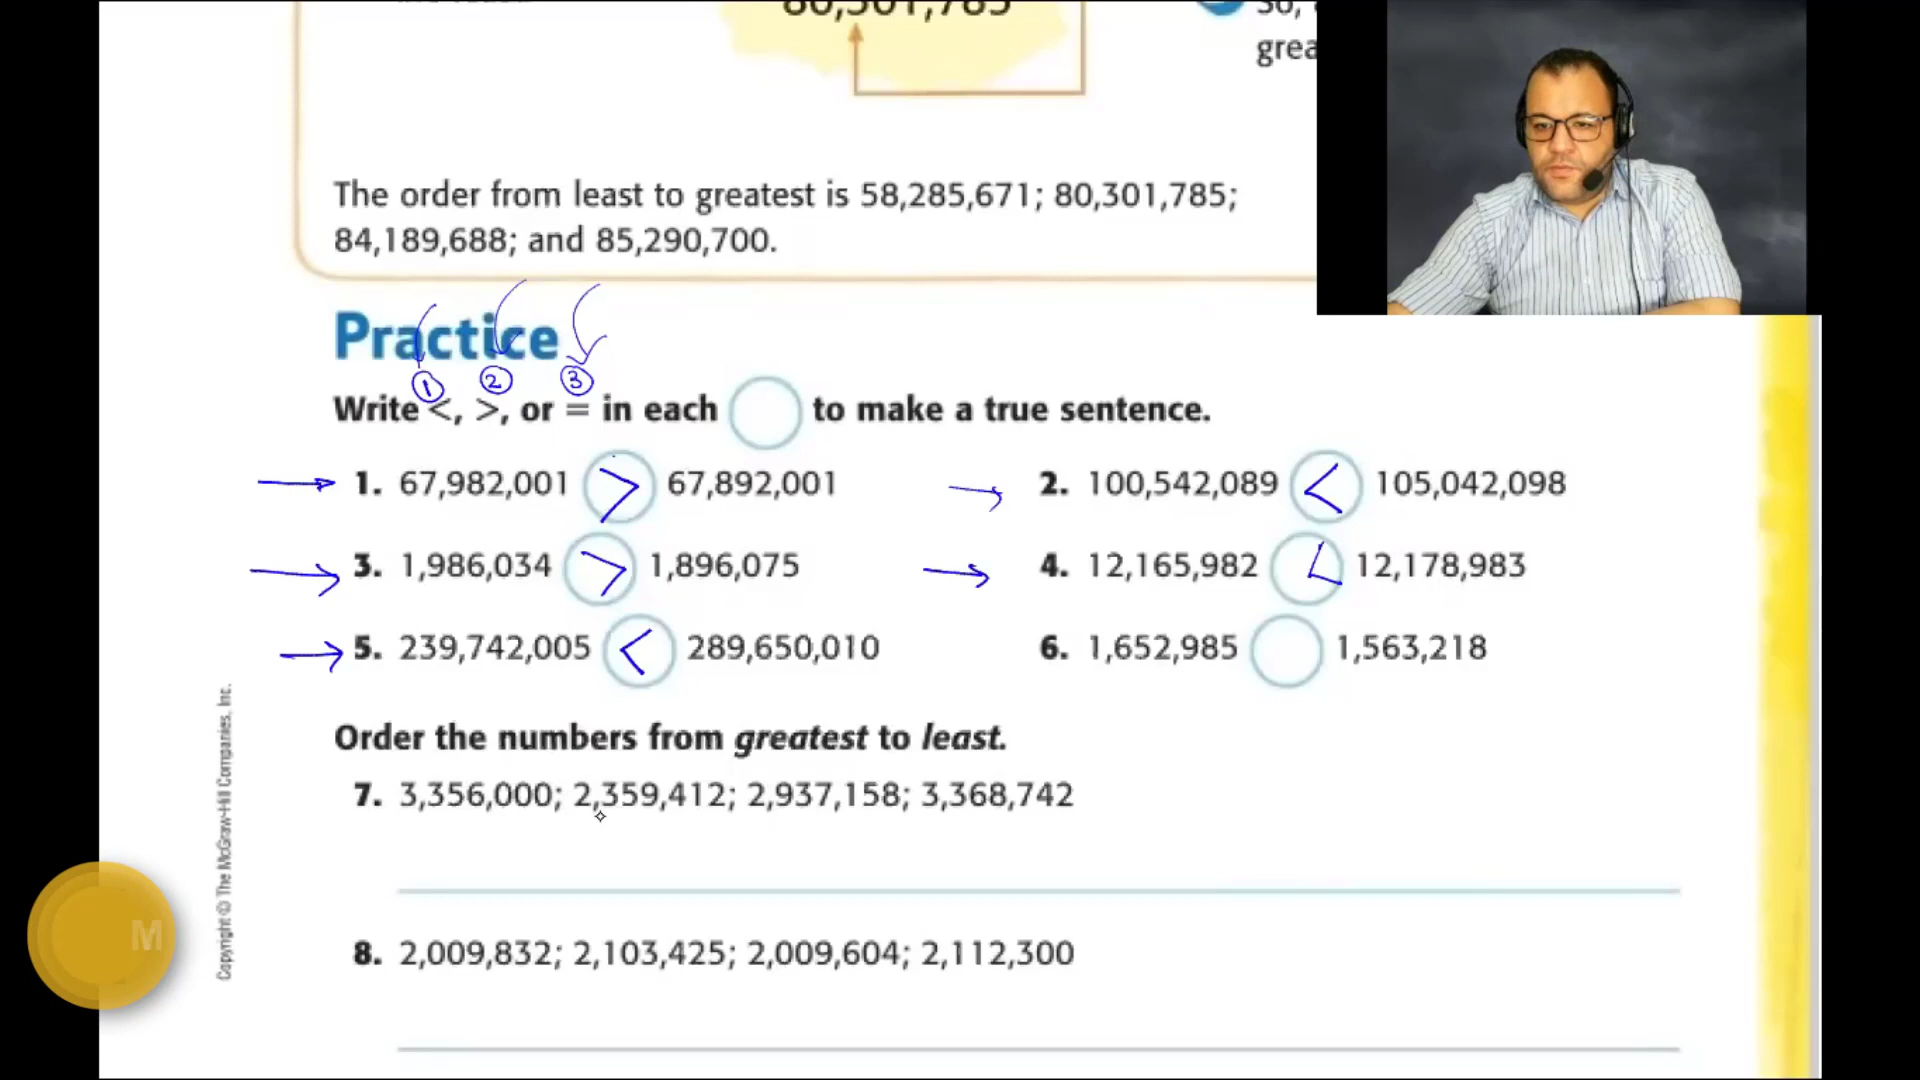 80,301,785
So,
grea
The order from least to greatest is 58,285,671; 80,301,785;
84,189,688; and 85,290,700.
Practice
1 2 3
Write <, >, or = in each to make a true sentence.
1. 67,982,001 > 67,892,001 2. 100,542,089 < 105,042,098
3. 1,986,034 > 1,896,075 4. 12,165,982 < 12,178,983
5. 239,742,005 < 289,650,010 6. 1,652,985 1,563,218
Order the numbers from greatest to least.
7. 3,356,000; 2,359,412; 2,937,158; 3,368,742
8. 2,009,832; 2,103,425; 2,009,604; 2,112,300
Copyright © The McGraw-Hill Companies, Inc.
M